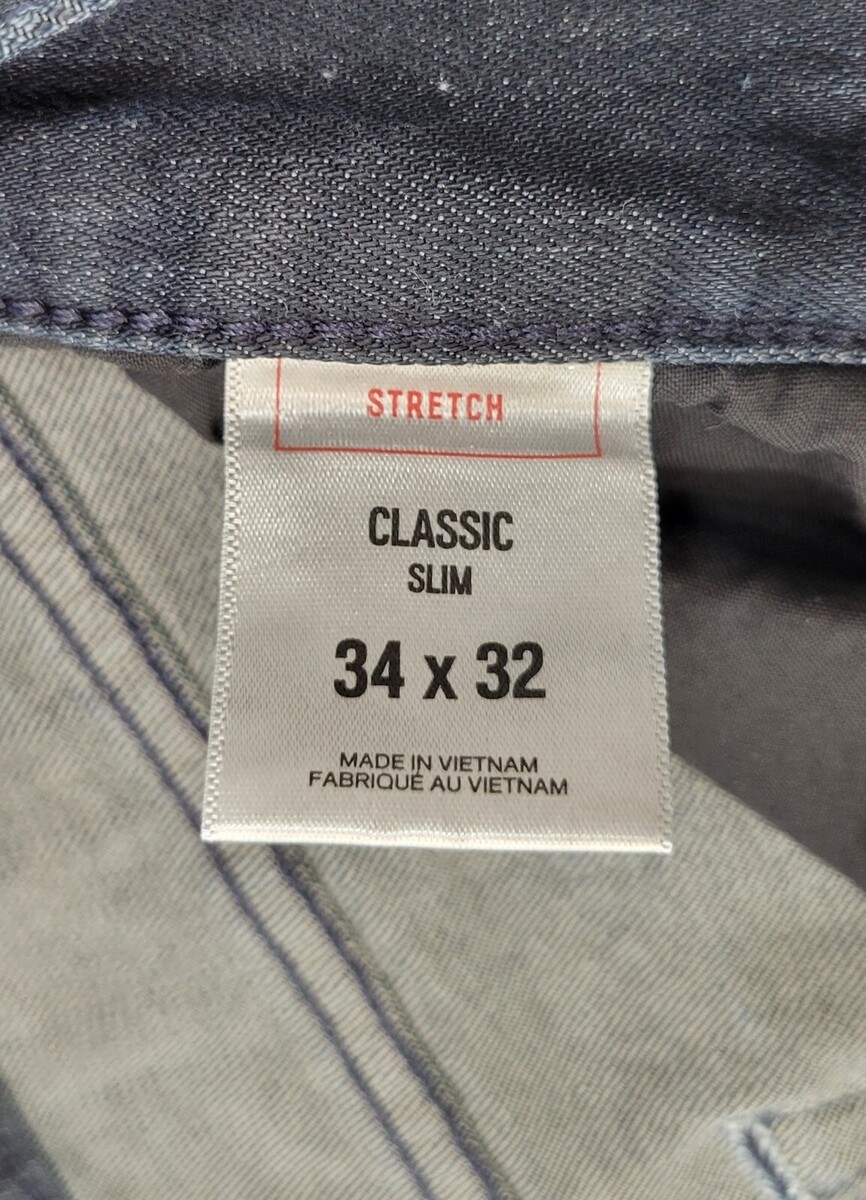 STRETCH
CLASSIC
SLIM
34 x 32
MADE IN VIETNAM
FABRIQUÉ AU VIETNAM